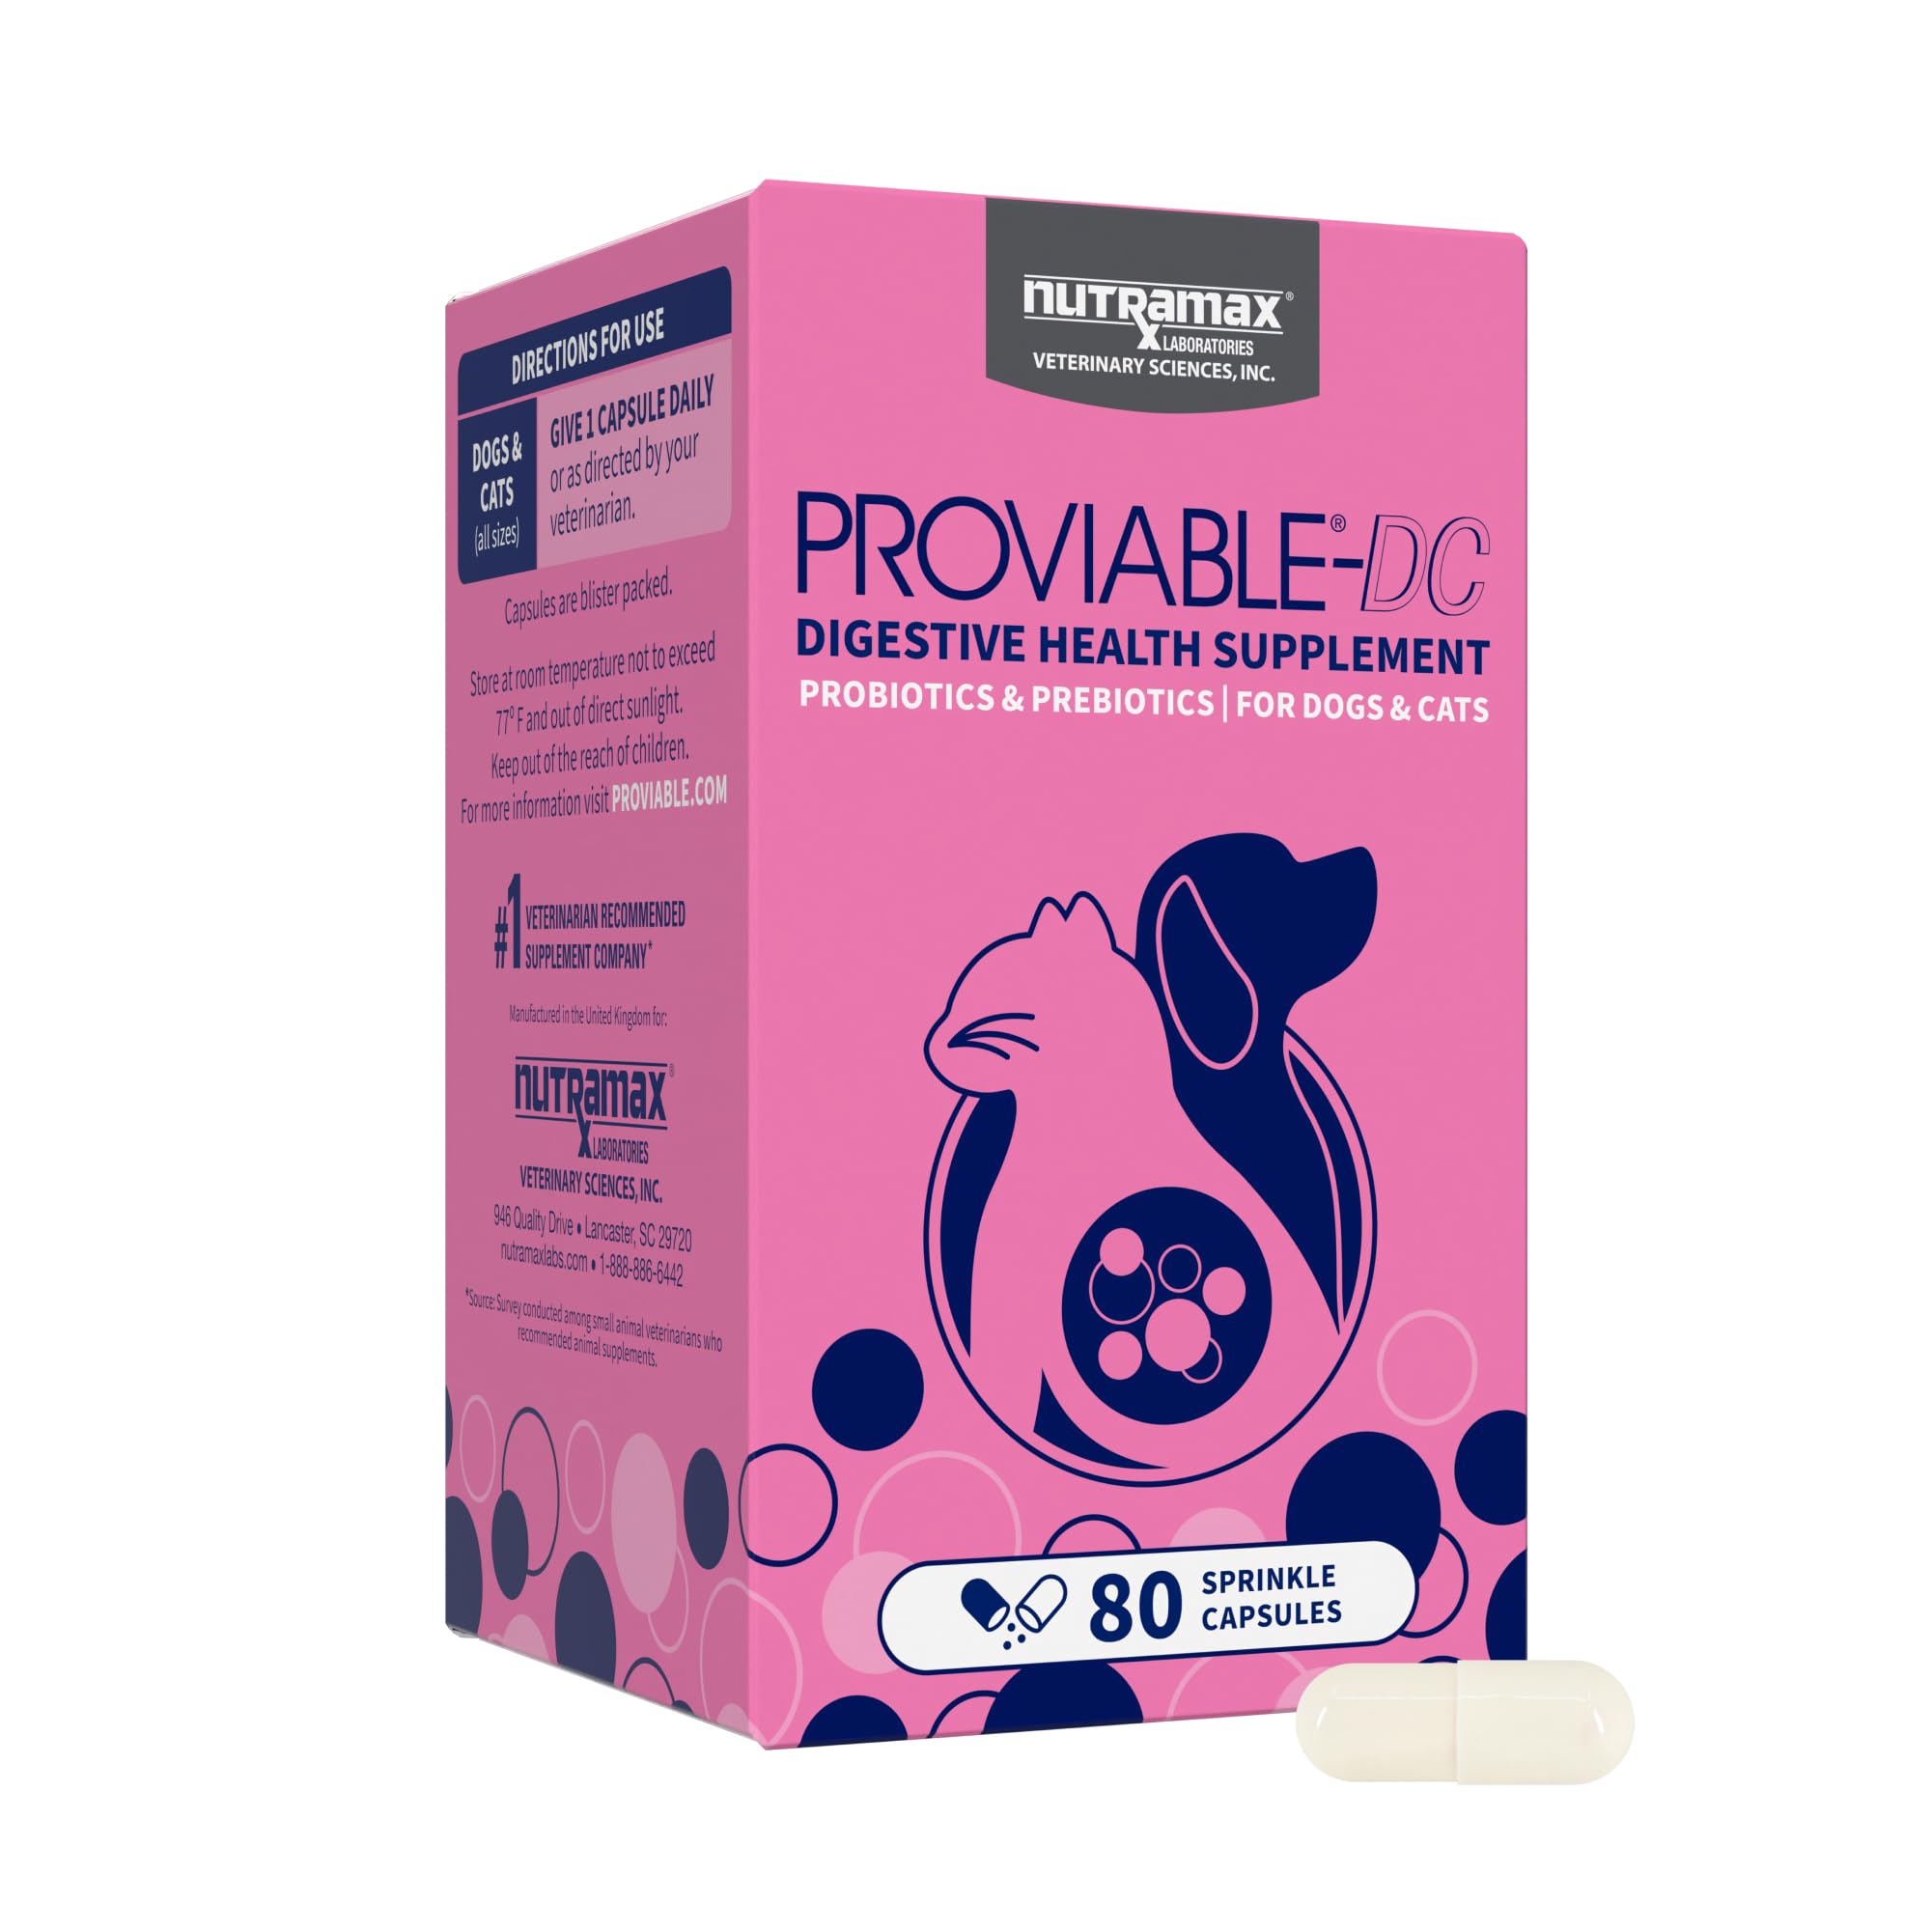 DIRECTIONS FOR USE
DOGS &
CATS
(all sizes)
GIVE 1 CAPSULE DAILY
or as directed by your
veterinarian.
Capsules are blister packed.
Store at room temperature not to exceed
77° F and out of direct sunlight.
Keep out of the reach of children.
For more information visit PROVIABLE.COM
#1 VETERINARIAN RECOMMENDED
SUPPLEMENT COMPANY*
Manufactured in the United Kingdom for:
nutramax®
LABORATORIES
VETERINARY SCIENCES, INC.
946 Quality Drive • Lancaster, SC 29720
nutramaxlabs.com • 1-888-886-6442
*Source: Survey conducted among small animal veterinarians who
recommended animal supplements.
nutramax®
LABORATORIES
VETERINARY SCIENCES, INC.
PROVIABLE®-DC
DIGESTIVE HEALTH SUPPLEMENT
PROBIOTICS & PREBIOTICS | FOR DOGS & CATS
80 SPRINKLE
CAPSULES